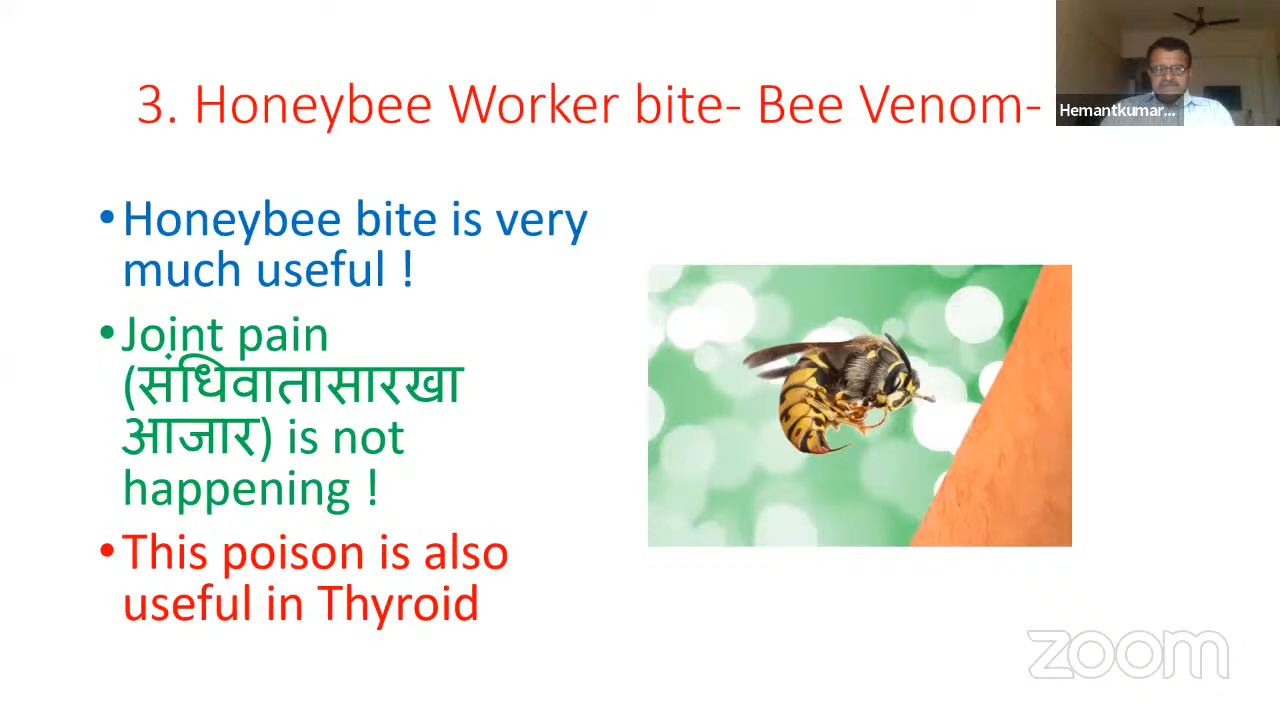 3. Honeybee Worker bite- Bee Venom-
Hemantkumar...
•Honeybee bite is very
much useful !
•Joint pain
(संधिवातासारखा
आजार) is not
happening !
•This poison is also
useful in Thyroid
zoom